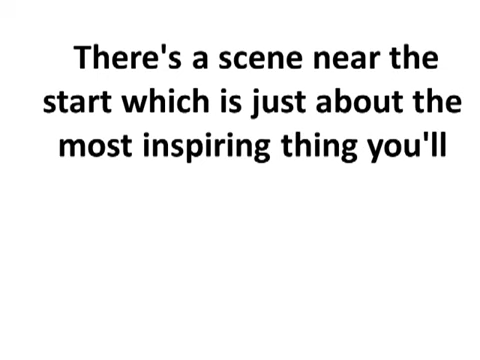 There's a scene near the
start which is just about the
most inspiring thing you'll